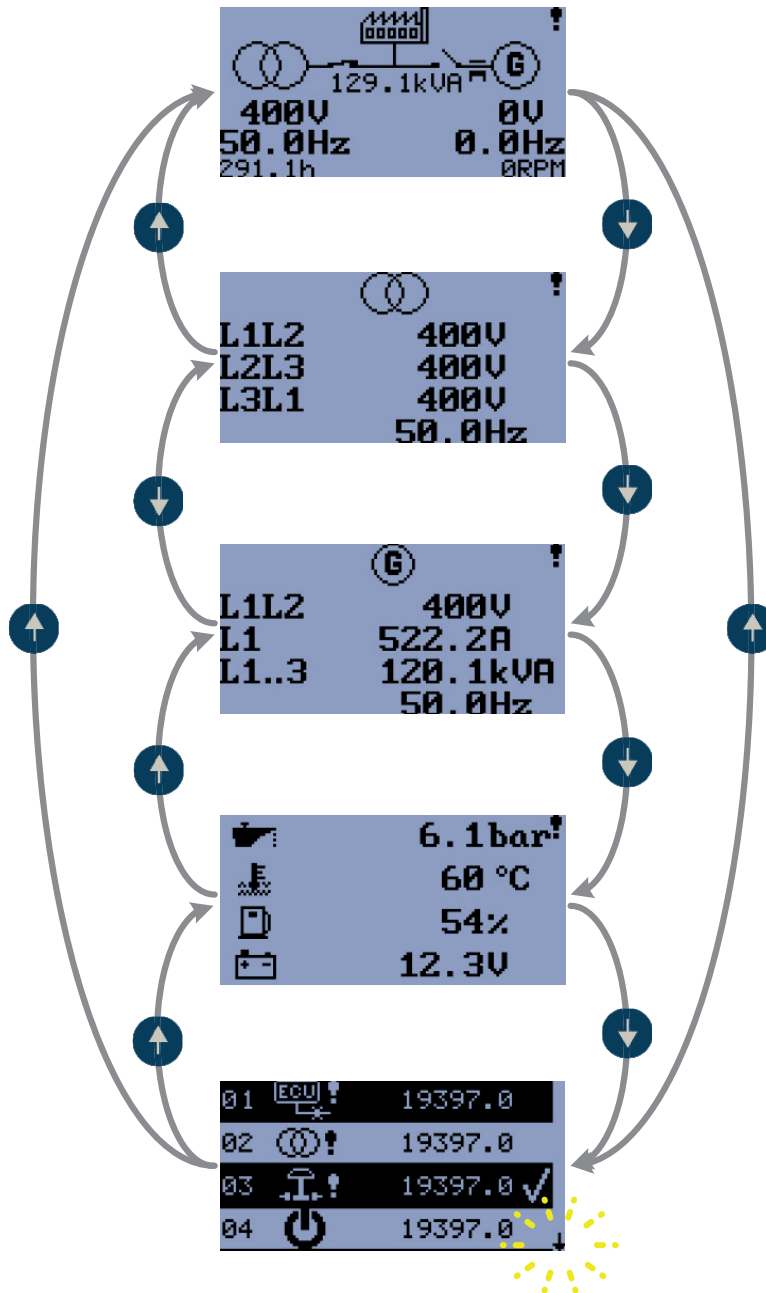 129.1kVA
G
400V 0V
50.0Hz 0.0Hz
291.1h 0RPM
L1L2 400V
L2L3 400V
L3L1 400V
50.0Hz
G
L1L2 400V
L1 522.2A
L1..3 120.1kVA
50.0Hz
6.1bar
60 °C
54%
12.3V
01 ECU 19397.0
02 19397.0
03 19397.0
04 19397.0